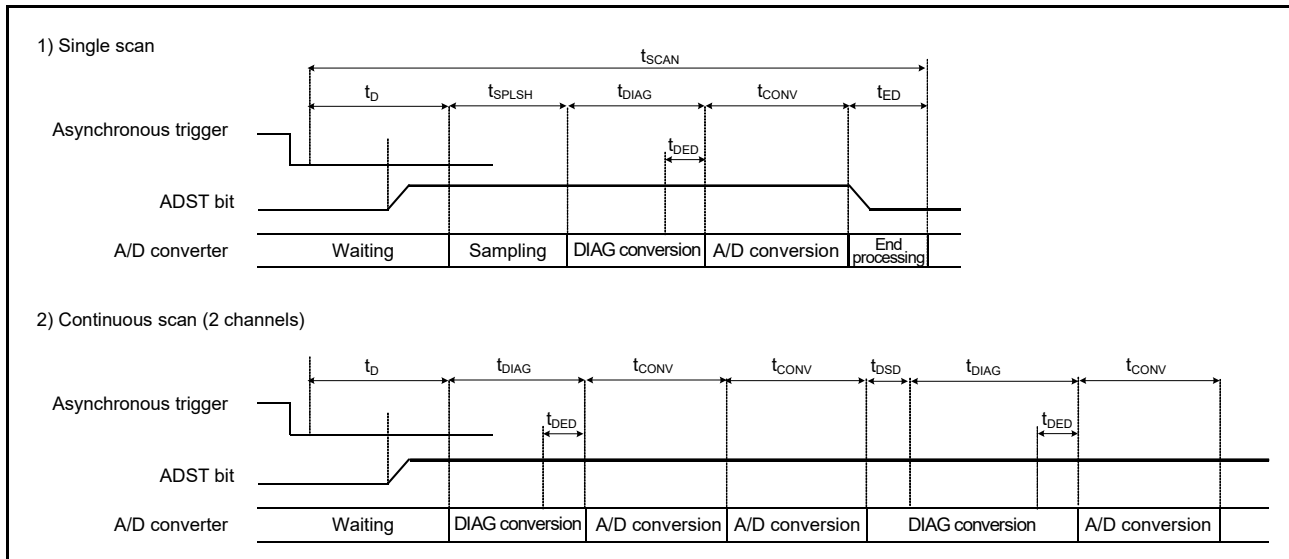 1) Single scan
tSCAN
tD tSPLSH tDIAG tCONV tED
Asynchronous trigger
tDED
ADST bit
A/D converter Waiting Sampling DIAG conversion A/D conversion End processing
2) Continuous scan (2 channels)
tD tDIAG tCONV tCONV tDSD tDIAG tCONV
Asynchronous trigger
tDED tDED
ADST bit
A/D converter Waiting DIAG conversion A/D conversion A/D conversion DIAG conversion A/D conversion